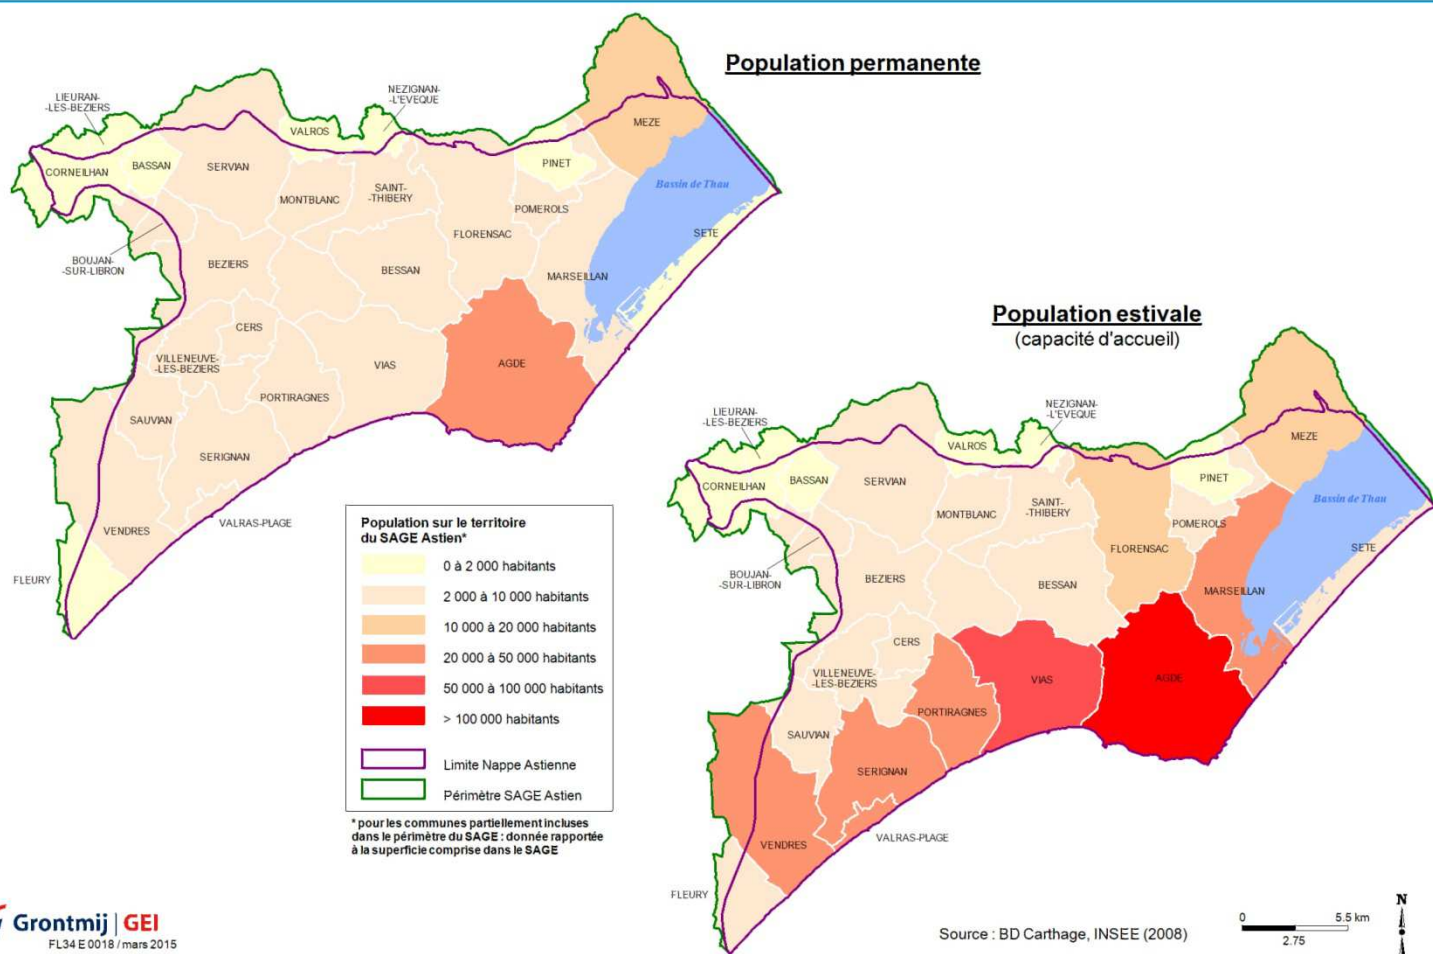 Population permanente
LIEURAN-
-LES-BEZIERS
NEZIGNAN-
-L'EVEQUE
VALROS
MEZE
CORNEILHAN
BASSAN
SERVIAN
PINET
MONTBLANC
SAINT-
-THIBERY
Bassin de Thau
POMEROLS
FLORENSAC
SETE
BOUJAN-
-SUR-LIBRON
BEZIERS
BESSAN
MARSEILLAN
CERS
VILLENEUVE-
-LES-BEZIERS
VIAS
AGDE
PORTIRAGNES
SAUVIAN
SERIGNAN
VENDRES
VALRAS-PLAGE
FLEURY
Population estivale
(capacité d'accueil)
LIEURAN-
-LES-BEZIERS
NEZIGNAN-
-L'EVEQUE
VALROS
MEZE
CORNEILHAN
BASSAN
SERVIAN
PINET
MONTBLANC
SAINT-
-THIBERY
Bassin de Thau
POMEROLS
FLORENSAC
SETE
BOUJAN-
-SUR-LIBRON
BEZIERS
BESSAN
MARSEILLAN
CERS
VILLENEUVE-
-LES-BEZIERS
VIAS
AGDE
PORTIRAGNES
SAUVIAN
SERIGNAN
VENDRES
VALRAS-PLAGE
FLEURY
Population sur le territoire
du SAGE Astien*
0 à 2 000 habitants
2 000 à 10 000 habitants
10 000 à 20 000 habitants
20 000 à 50 000 habitants
50 000 à 100 000 habitants
> 100 000 habitants
Limite Nappe Astienne
Périmètre SAGE Astien
* pour les communes partiellement incluses
dans le périmètre du SAGE : donnée rapportée
à la superficie comprise dans le SAGE
Grontmij | GEI
FL34 E 0018 / mars 2015
Source : BD Carthage, INSEE (2008)
0 5.5 km
2.75
N